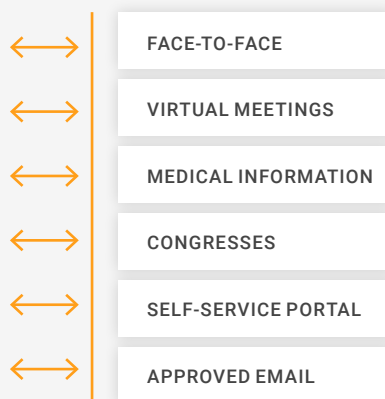 FACE-TO-FACE
VIRTUAL MEETINGS
MEDICAL INFORMATION
CONGRESSES
SELF-SERVICE PORTAL
APPROVED EMAIL